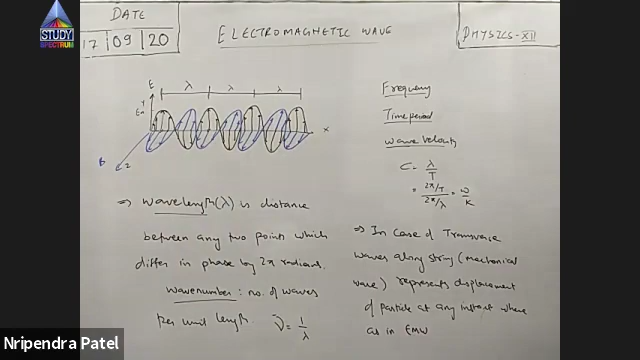 STUDY
SPECTRUM
DATE
17 09 20
ELECTROMAGNETIC WAVE
PHYSICS-XII
E
Y
λ λ λ
x
B
Z
Frequency
Time period
wave velocity
C = λ/T
= (2π/T)/(2π/λ) = ω/K
⇒ wavelength (λ) is distance
between any two points which
differ in phase by 2π radians.
wavenumber : no. of waves
per unit length. ν̄ = 1/λ
⇒ In case of Transverse
waves along string (mechanical
wave) represents displacement
of particle at any instant where
as in EMW
Nripendra Patel